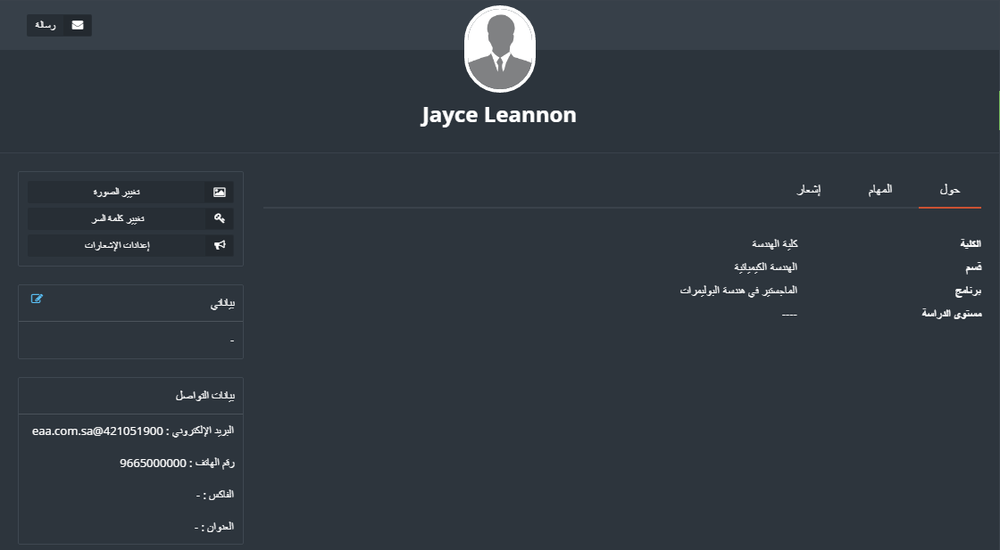 رسالة
Jayce Leannon
حول
المهام
إشعار
الكلية
كلية الهندسة
قسم
الهندسة الكيميائية
برنامج
الماجستير في هندسة البوليمرات
مستوى الدراسة
----
تغيير الصورة
تغيير كلمة السر
إعدادات الإشعارات
بياناتي
-
بيانات التواصل
البريد الإلكتروني : eaa.com.sa@421051900
رقم الهاتف : 9665000000
الفاكس : -
العنوان : -